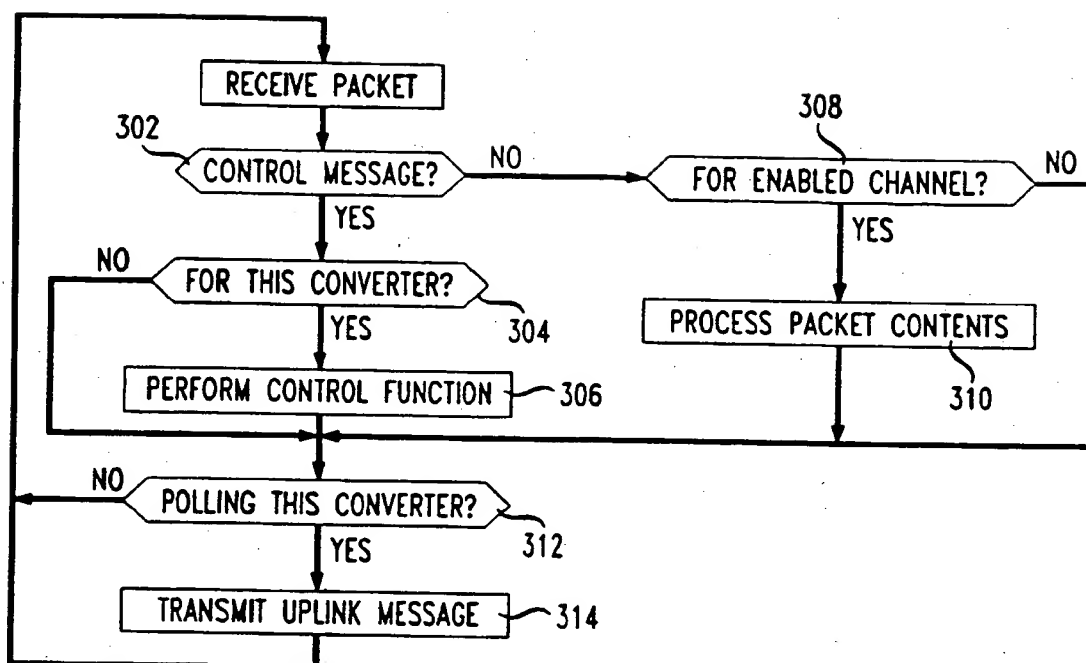 RECEIVE PACKET
308
302
CONTROL MESSAGE?
NO
FOR ENABLED CHANNEL?
NO
YES
YES
NO
FOR THIS CONVERTER?
304
YES
PROCESS PACKET CONTENTS
310
PERFORM CONTROL FUNCTION
306
NO
POLLING THIS CONVERTER?
312
YES
TRANSMIT UPLINK MESSAGE
314